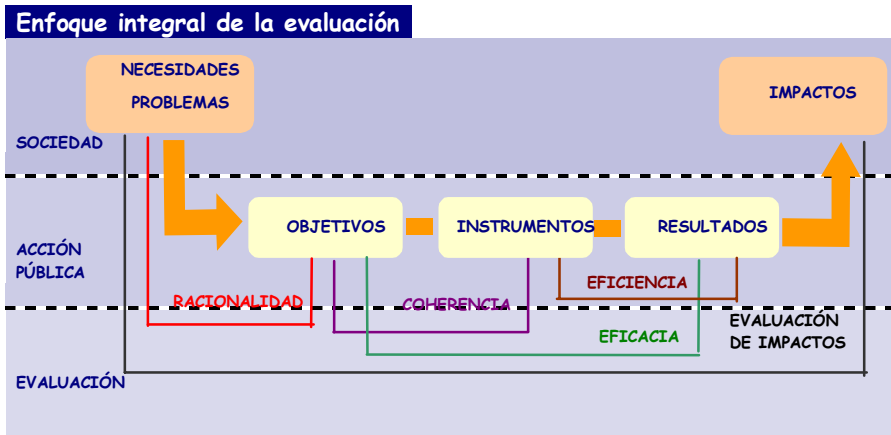 Enfoque integral de la evaluación
NECESIDADES
PROBLEMAS
IMPACTOS
SOCIEDAD
OBJETIVOS
INSTRUMENTOS
RESULTADOS
ACCIÓN
PÚBLICA
RACIONALIDAD
COHERENCIA
EFICIENCIA
EFICACIA
EVALUACIÓN
DE IMPACTOS
EVALUACIÓN